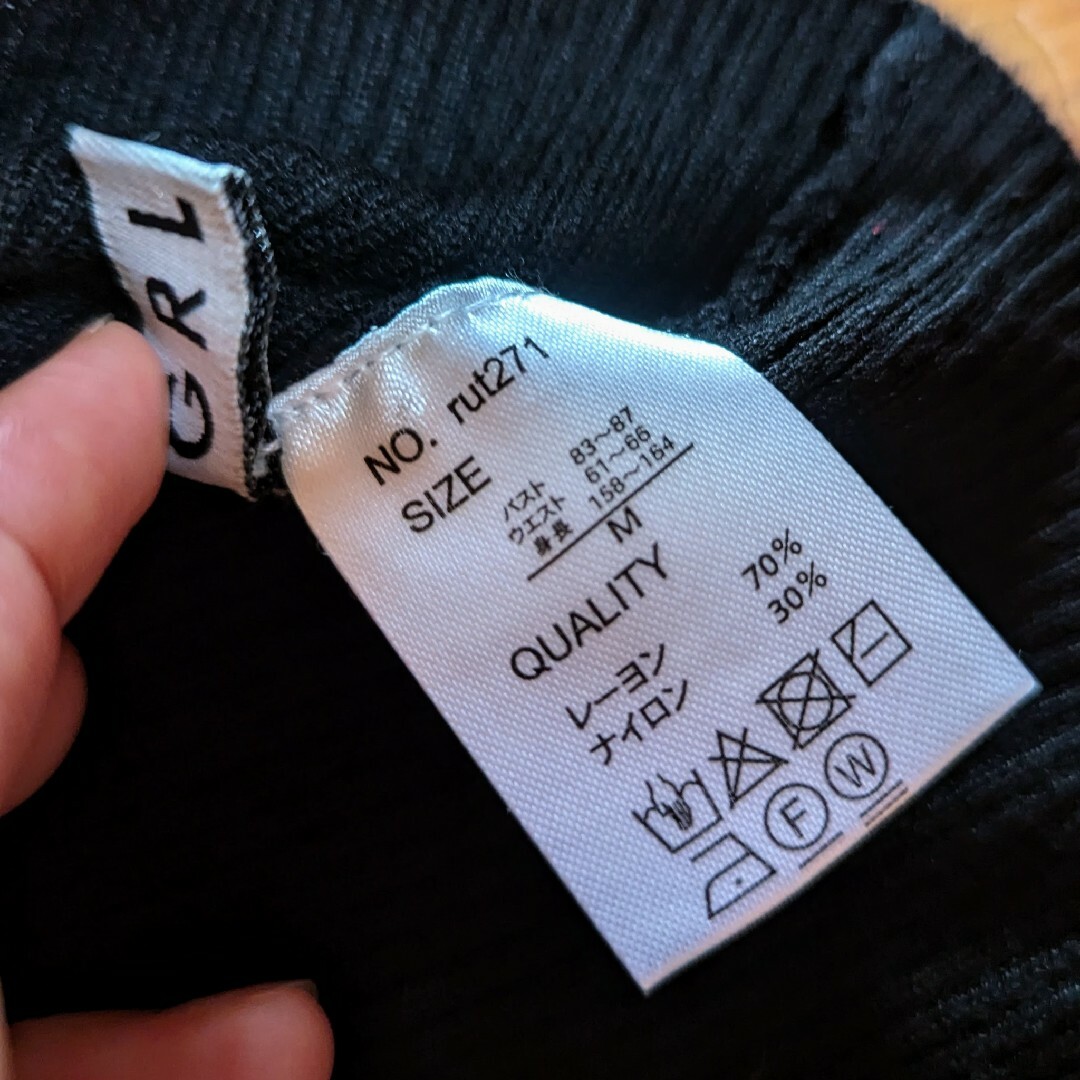 GRL
NO. rut271
SIZE
バスト 83～87
ウエスト 61～66
身長 158～164
M
QUALITY
レーヨン 70%
ナイロン 30%
F W